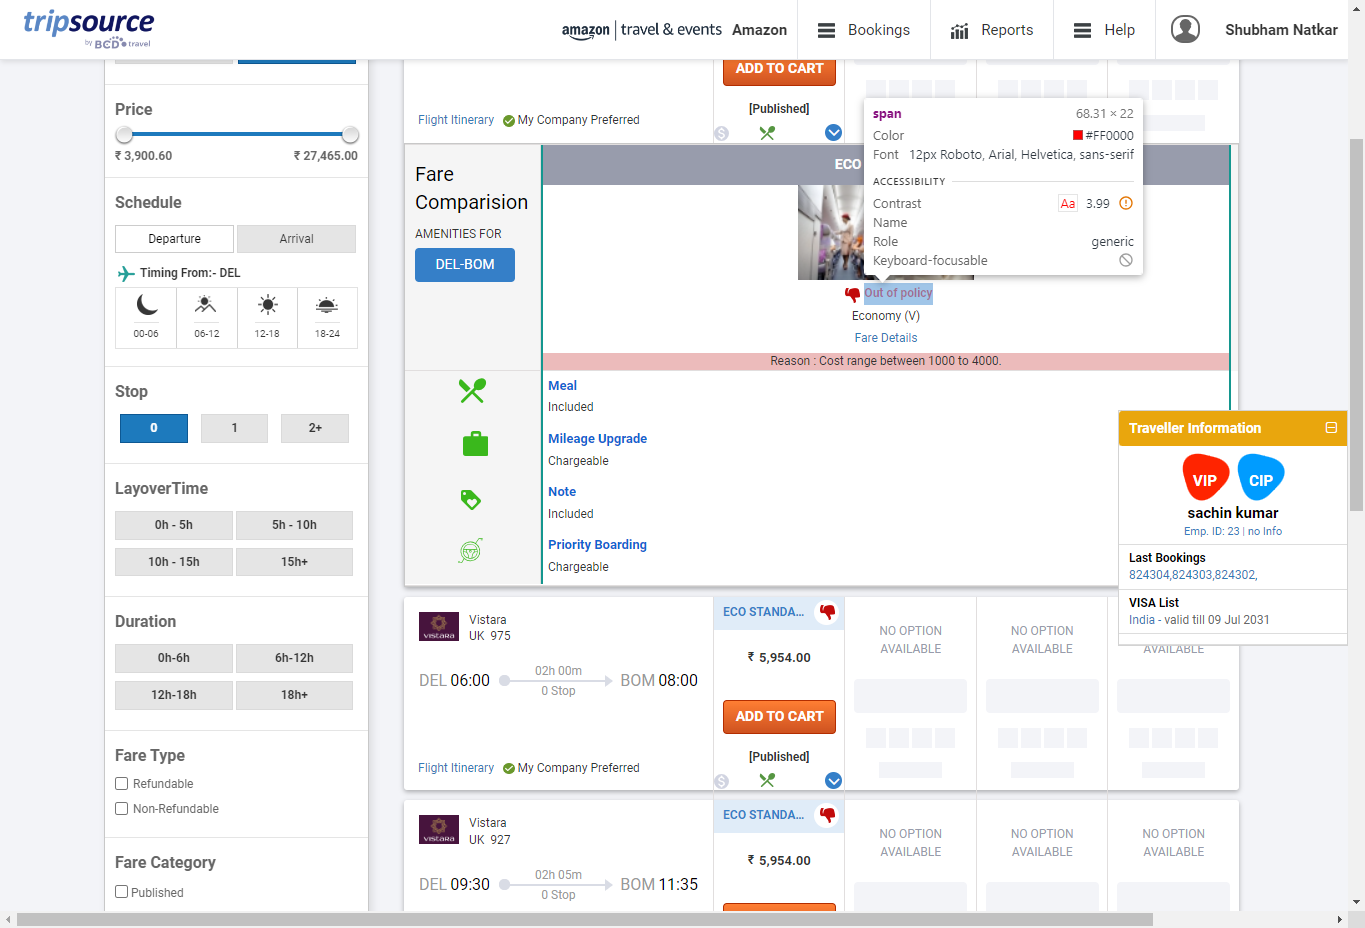 tripsource
by BCD travel
amazon | travel & events Amazon
Bookings
Reports
Help
Shubham Natkar
Price
₹ 3,900.60
₹ 27,465.00
Schedule
Departure
Arrival
Timing From:- DEL
00-06
06-12
12-18
18-24
Stop
0
1
2+
LayoverTime
0h - 5h
5h - 10h
10h - 15h
15h+
Duration
0h-6h
6h-12h
12h-18h
18h+
Fare Type
Refundable
Non-Refundable
Fare Category
Published
ADD TO CART
[Published]
Flight Itinerary
My Company Preferred
Fare
Comparision
AMENITIES FOR
DEL-BOM
ECO
span
68.31 × 22
Color
#FF0000
Font
12px Roboto, Arial, Helvetica, sans-serif
ACCESSIBILITY
Contrast
Aa
3.99
Name
Role
generic
Keyboard-focusable
Out of policy
Economy (V)
Fare Details
Reason : Cost range between 1000 to 4000.
Meal
Included
Mileage Upgrade
Chargeable
Note
Included
Priority Boarding
Chargeable
Traveller Information
VIP
CIP
sachin kumar
Emp. ID: 23 | no Info
Last Bookings
824304,824303,824302,
VISA List
India - valid till 09 Jul 2031
VISTARA
Vistara
UK 975
DEL 06:00
02h 00m
0 Stop
BOM 08:00
Flight Itinerary
My Company Preferred
ECO STANDA...
₹ 5,954.00
ADD TO CART
[Published]
NO OPTION
AVAILABLE
NO OPTION
AVAILABLE
NO OPTION
AVAILABLE
VISTARA
Vistara
UK 927
DEL 09:30
02h 05m
0 Stop
BOM 11:35
ECO STANDA...
₹ 5,954.00
NO OPTION
AVAILABLE
NO OPTION
AVAILABLE
NO OPTION
AVAILABLE